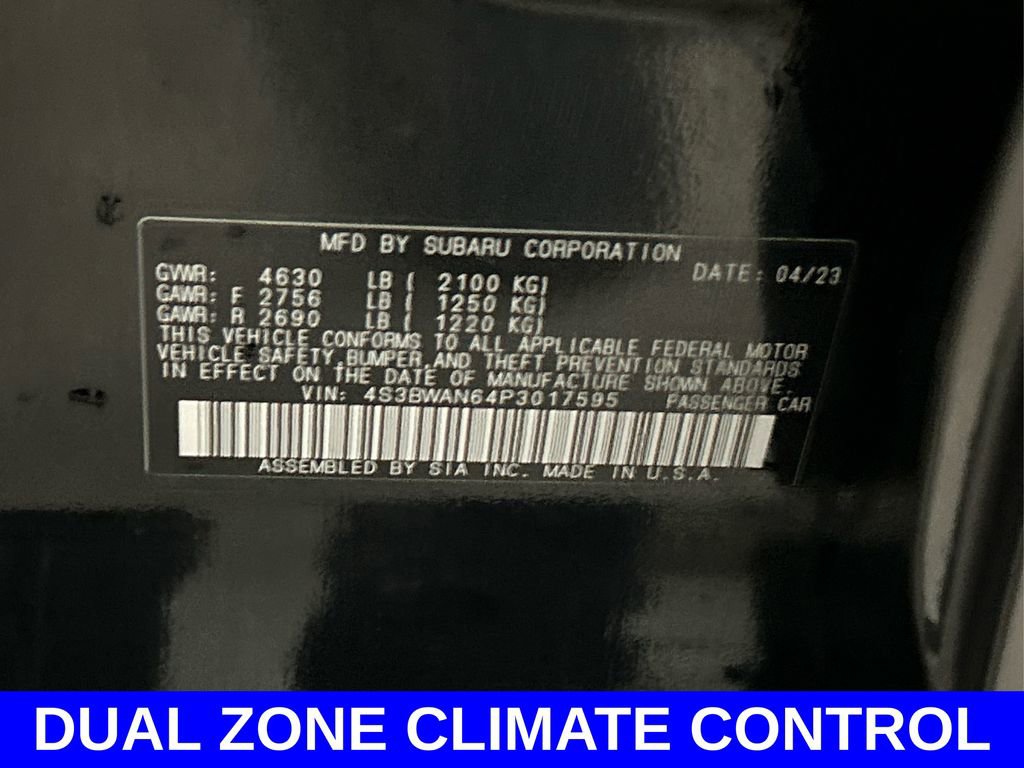 MFD BY SUBARU CORPORATION
DATE: 04/23
GVWR: 4630 LB ( 2100 KG)
GAWR: F 2756 LB ( 1250 KG)
GAWR: R 2690 LB ( 1220 KG)
THIS VEHICLE CONFORMS TO ALL APPLICABLE FEDERAL MOTOR
VEHICLE SAFETY,BUMPER,AND THEFT PREVENTION STANDARDS
IN EFFECT ON THE DATE OF MANUFACTURE SHOWN ABOVE.
VIN: 4S3BWAN64P3017595 PASSENGER CAR
ASSEMBLED BY SIA INC. MADE IN U.S.A.
DUAL ZONE CLIMATE CONTROL